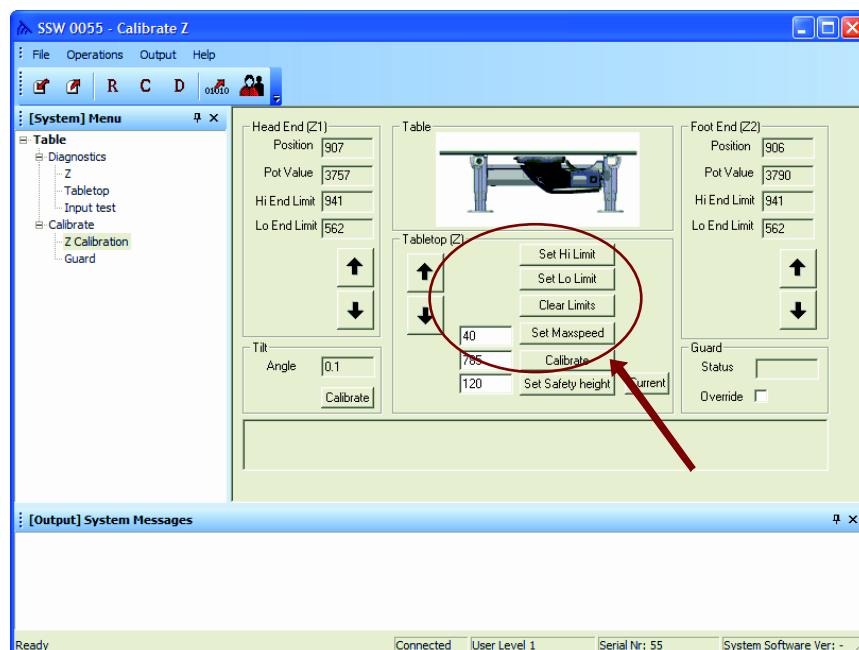 SSW 0055 - Calibrate Z
File Operations Output Help
R C D 01010
[System] Menu
Table
Diagnostics
Z
Tabletop
Input test
Calibrate
Z Calibration
Guard
Head End (Z1)
Position 907
Pot Value 3757
Hi End Limit 941
Lo End Limit 562
Tilt
Angle 0.1
Calibrate
Table
Tabletop (Z)
Set Hi Limit
Set Lo Limit
Clear Limits
40 Set Maxspeed
785 Calibrate
120 Set Safety height Current
Foot End (Z2)
Position 906
Pot Value 3790
Hi End Limit 941
Lo End Limit 562
Guard
Status
Override
[Output] System Messages
Ready Connected User Level 1 Serial Nr: 55 System Software Ver: -